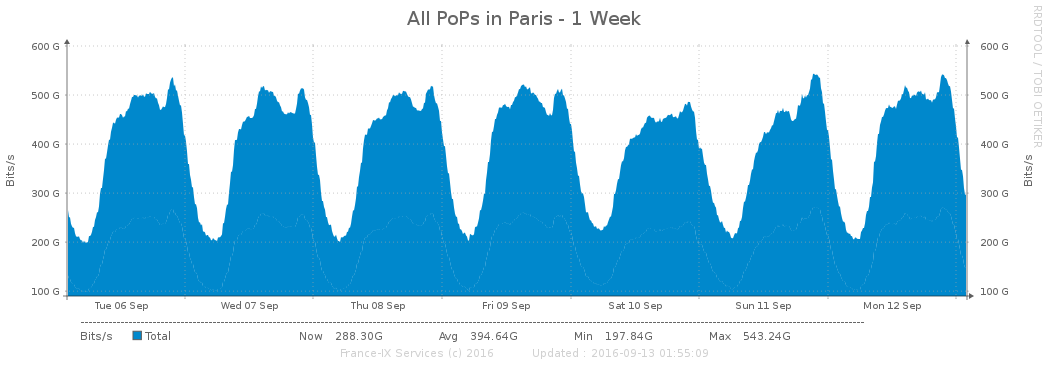 All PoPs in Paris - 1 Week
RRDTOOL / TOBI OETIKER
600 G 600 G
500 G 500 G
400 G 400 G
300 G 300 G
200 G 200 G
100 G 100 G
Bits/s
Bits/s
Tue 06 Sep Wed 07 Sep Thu 08 Sep Fri 09 Sep Sat 10 Sep Sun 11 Sep Mon 12 Sep
Bits/s Total Now 288.30G Avg 394.64G Min 197.84G Max 543.24G
France-IX Services (c) 2016 Updated : 2016-09-13 01:55:09